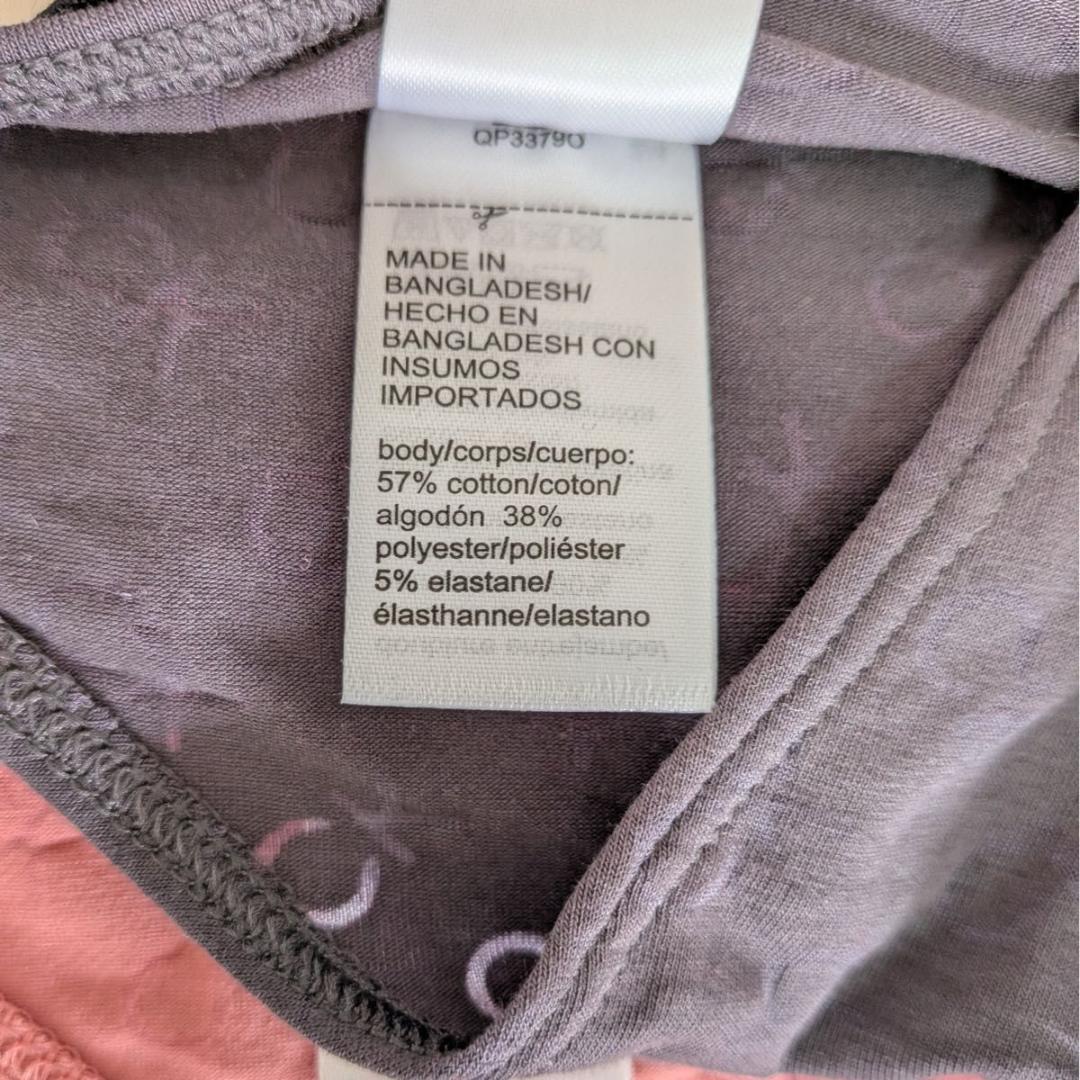 QP3379O
MADE IN
BANGLADESH/
HECHO EN
BANGLADESH CON
INSUMOS
IMPORTADOS
body/corps/cuerpo:
57% cotton/coton/
algodón 38%
polyester/poliéster
5% elastane/
élasthanne/elastano